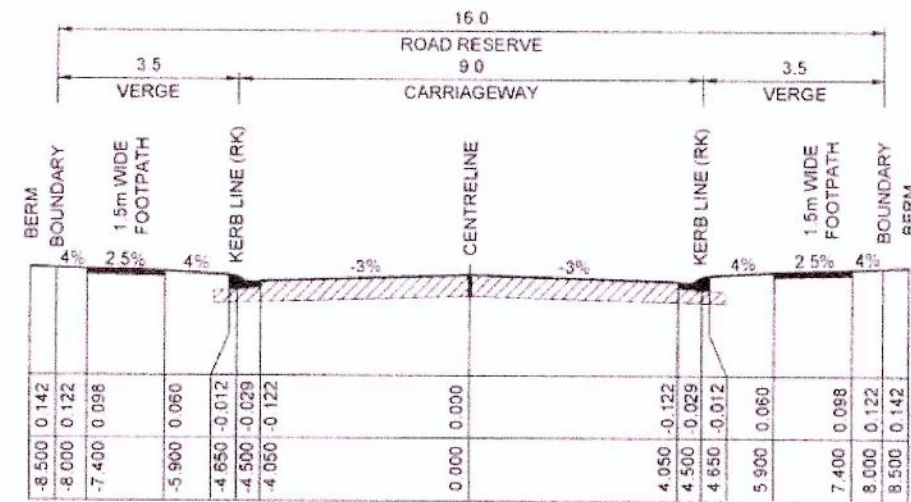 16.0
ROAD RESERVE
3.5
9.0
3.5
VERGE
CARRIAGEWAY
VERGE
BERM
BOUNDARY
1.5m WIDE
FOOTPATH
KERB LINE (RK)
CENTRELINE
KERB LINE (RK)
1.5m WIDE
FOOTPATH
BOUNDARY
BERM
4%
2.5%
4%
-3%
-3%
4%
2.5%
4%
0.142
0.122
0.098
0.060
-0.012
-0.029
-0.122
0.000
-0.122
-0.029
-0.012
0.060
0.098
0.122
0.142
-8.500
-8.000
-7.400
-5.900
-4.650
-4.500
-4.050
0.000
4.050
4.500
4.650
5.900
7.400
8.000
8.500